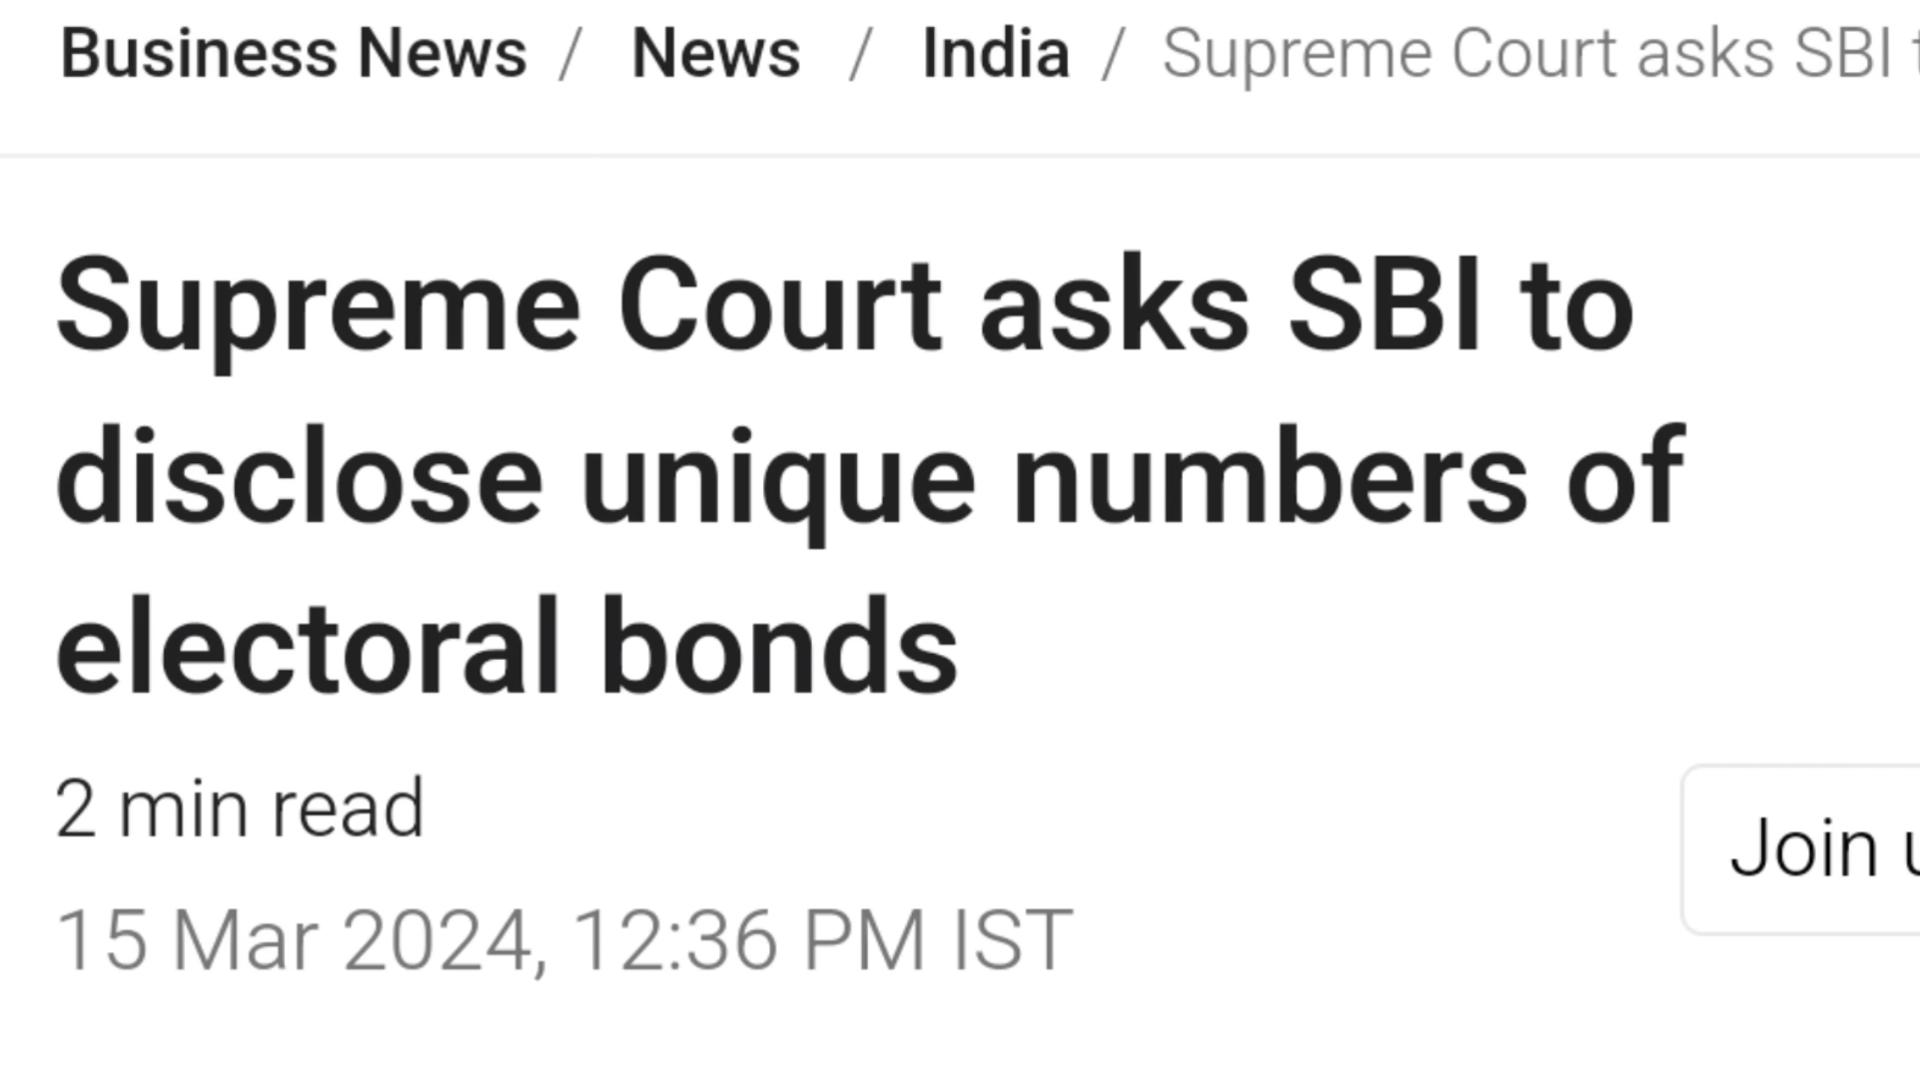 Business News / News / India / Supreme Court asks SBI
Supreme Court asks SBI to
disclose unique numbers of
electoral bonds
2 min read
Join
15 Mar 2024, 12:36 PM IST